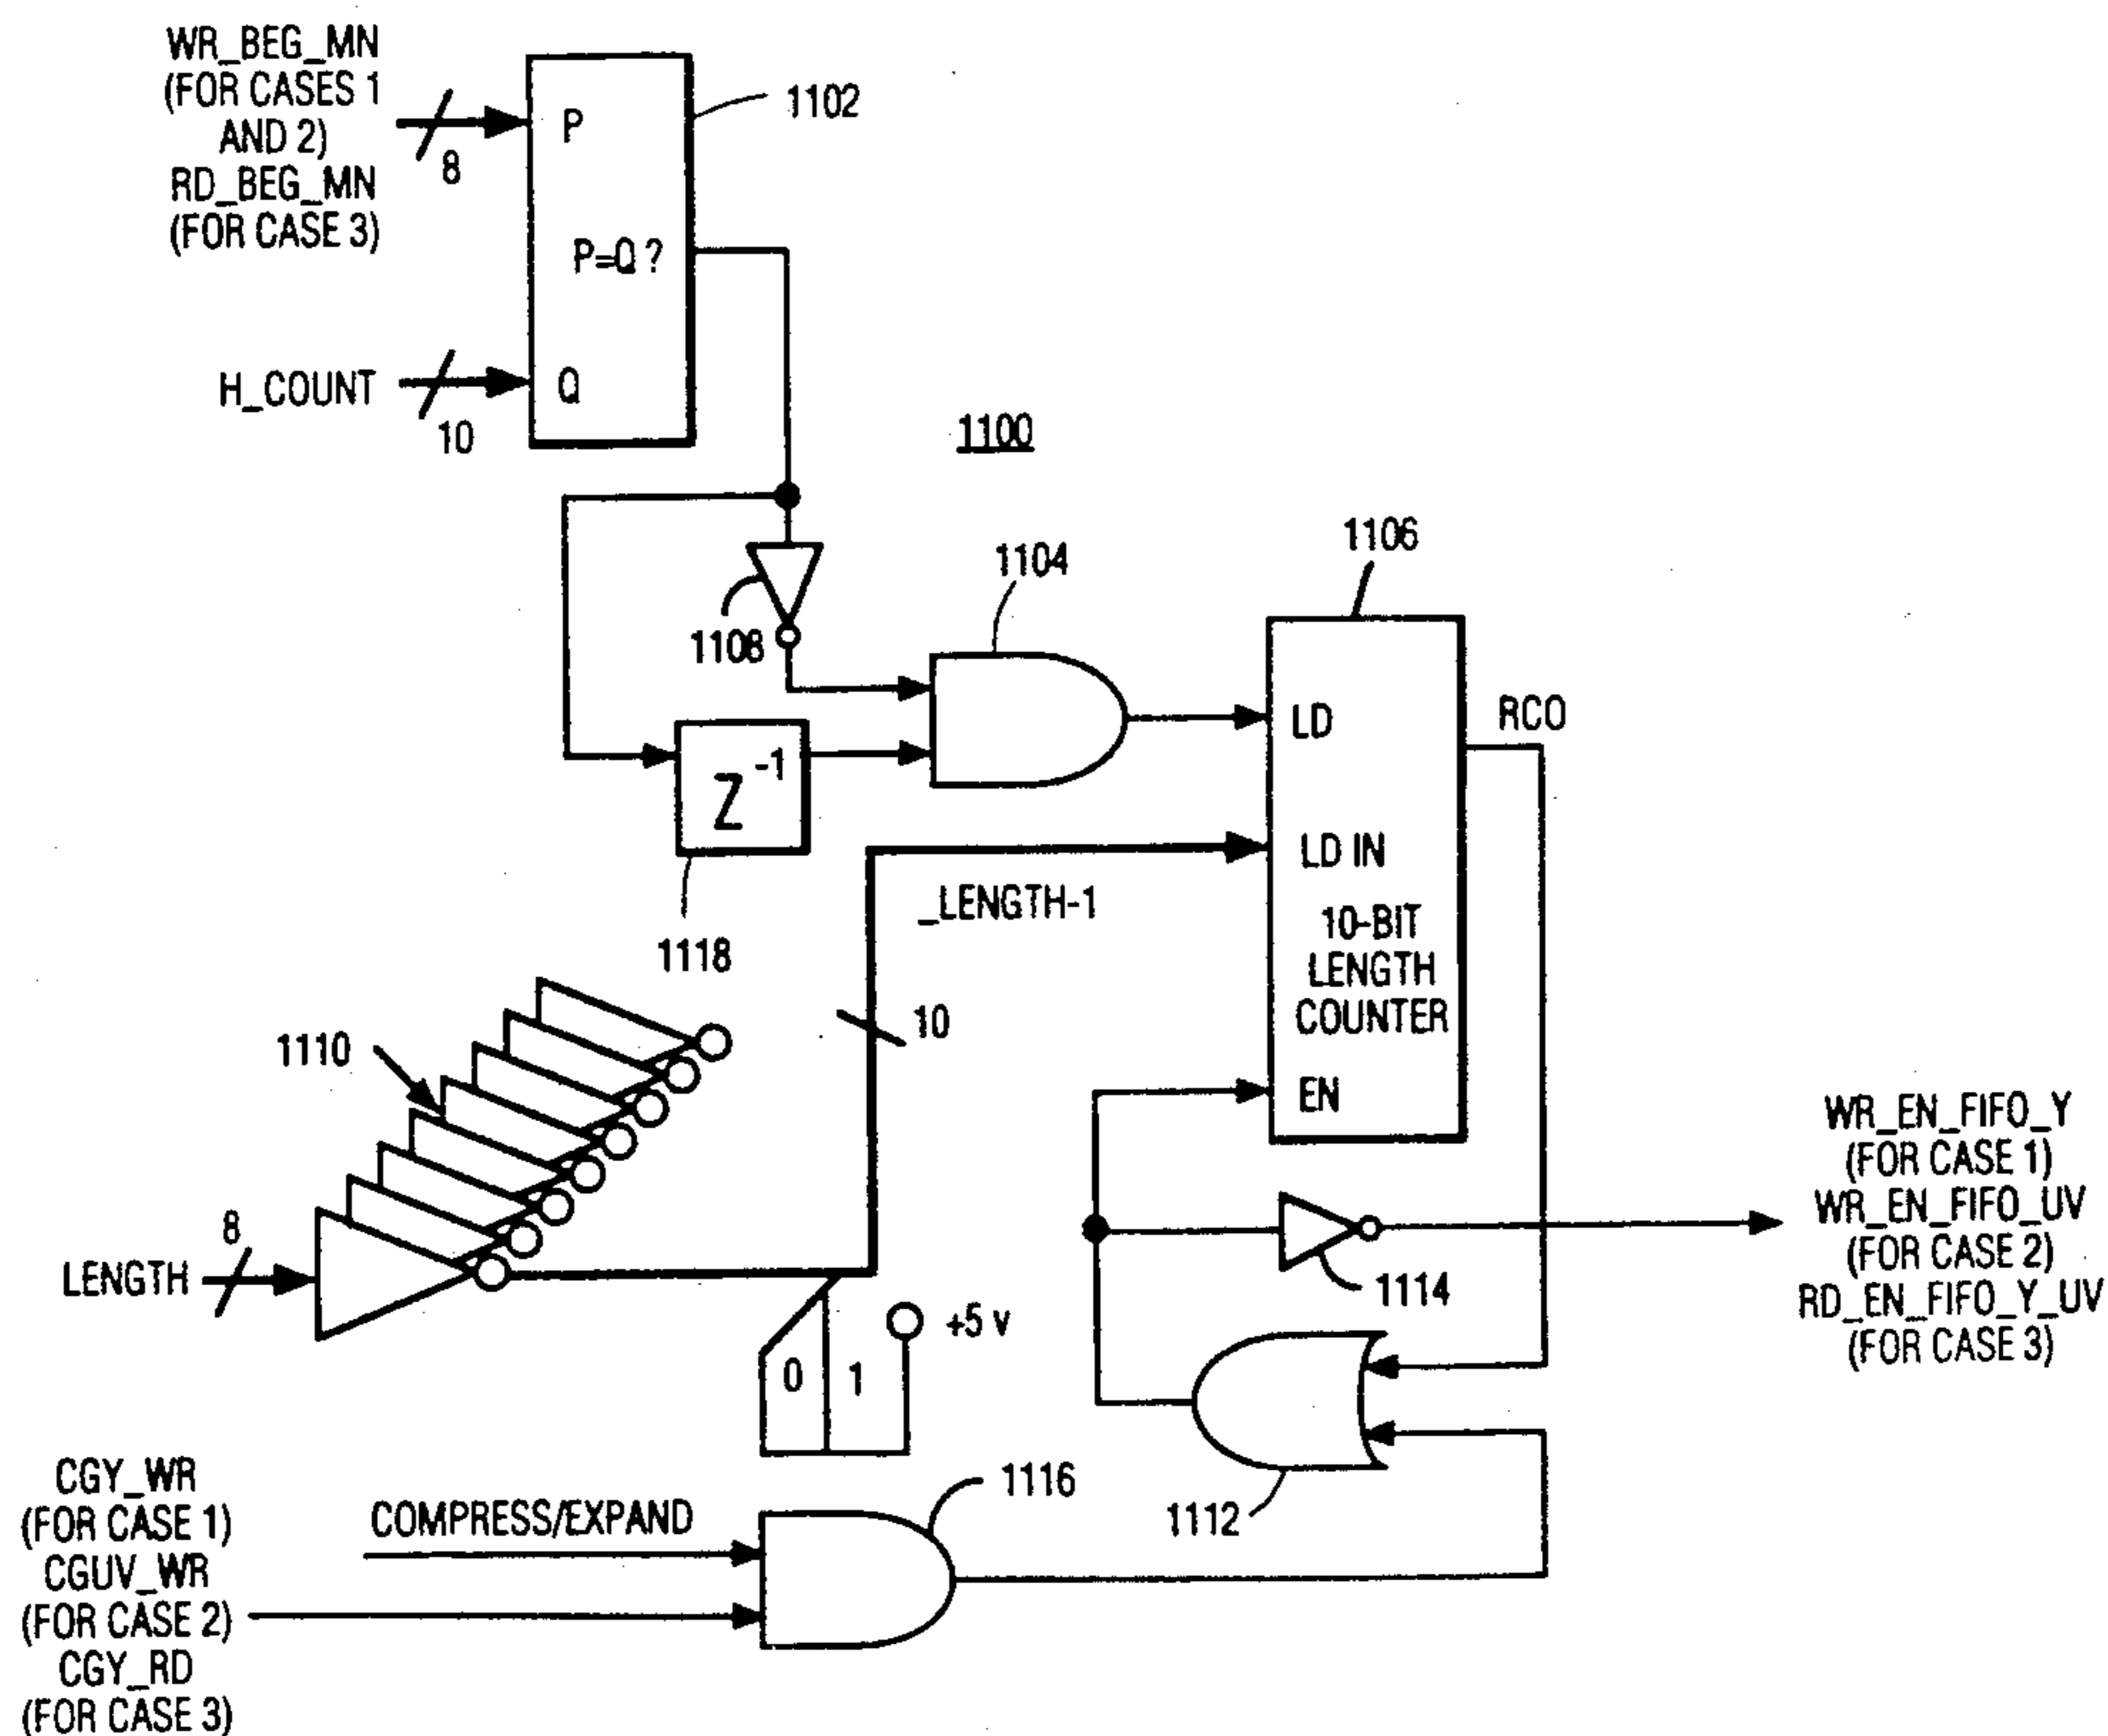 WR_BEG_MN
(FOR CASES 1
AND 2)
RD_BEG_MN
(FOR CASE 3)
8
P
1102
P=Q ?
H_COUNT
10
Q
1100
1108
1104
1106
Z
-1
1118
LD
RCO
LD IN
_LENGTH-1
10-BIT
LENGTH
COUNTER
EN
10
1110
LENGTH
8
0
1
+5 v
1114
1112
WR_EN_FIFO_Y
(FOR CASE 1)
WR_EN_FIFO_UV
(FOR CASE 2)
RD_EN_FIFO_Y_UV
(FOR CASE 3)
CGY_WR
(FOR CASE 1)
CGUV_WR
(FOR CASE 2)
CGY_RD
(FOR CASE 3)
COMPRESS/EXPAND
1116